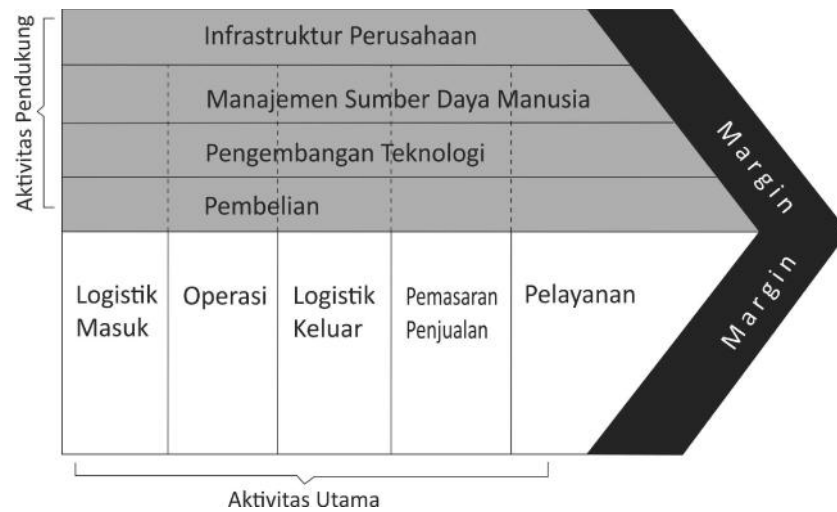 Aktivitas Pendukung
Infrastruktur Perusahaan
Manajemen Sumber Daya Manusia
Pengembangan Teknologi
Pembelian
Margin
Logistik
Masuk
Operasi
Logistik
Keluar
Pemasaran
Penjualan
Pelayanan
Margin
Aktivitas Utama